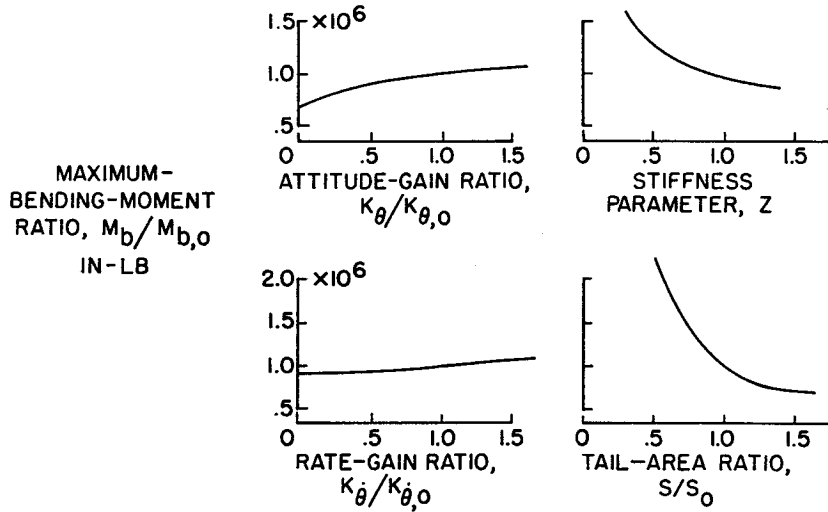 MAXIMUM-
BENDING-MOMENT
RATIO, Mb/Mb,o
IN-LB
1.5 ×10⁶
1.0
.5
0 .5 1.0 1.5
ATTITUDE-GAIN RATIO,
Kθ/Kθ,o
0 .5 1.0 1.5
STIFFNESS
PARAMETER, Z
2.0 ×10⁶
1.5
1.0
.5
0 .5 1.0 1.5
RATE-GAIN RATIO,
Kθ̇/Kθ̇,o
0 .5 1.0 1.5
TAIL-AREA RATIO,
S/So